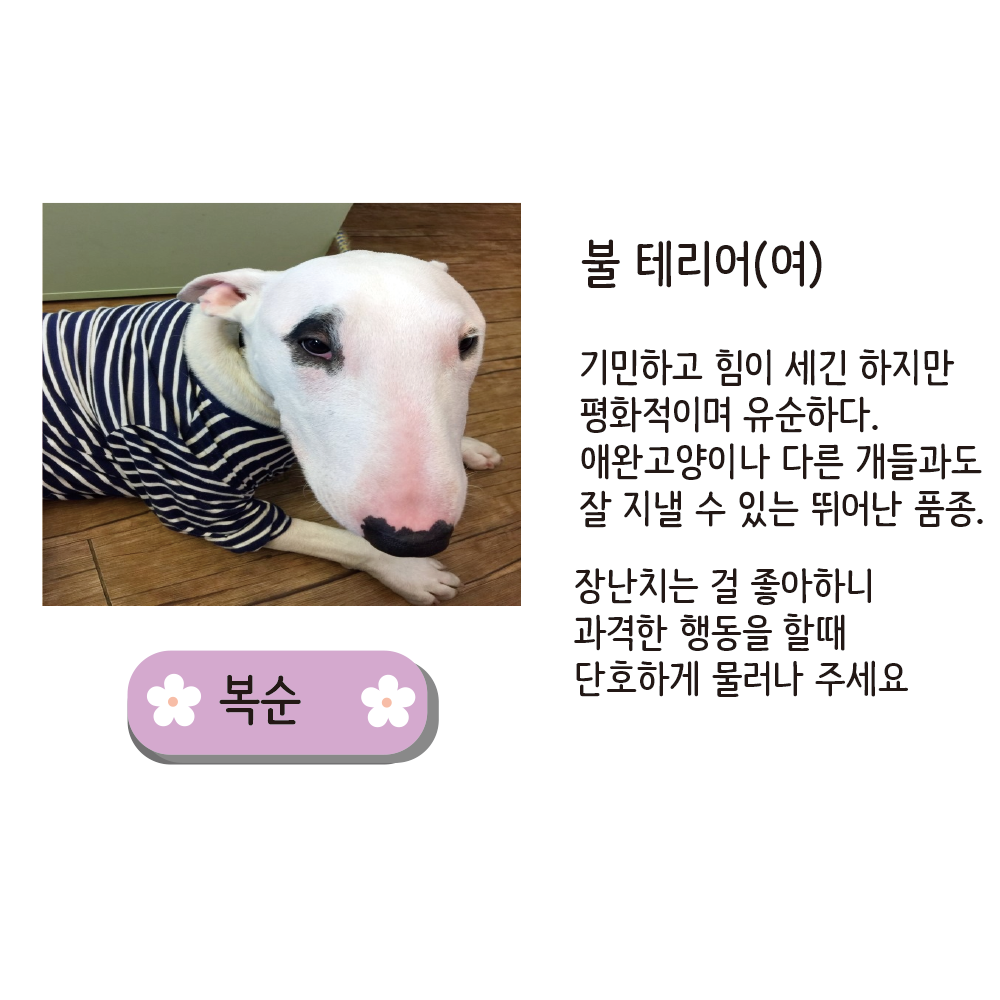 불 테리어(여)
기민하고 힘이 세긴 하지만
평화적이며 유순하다.
애완고양이나 다른 개들과도
잘 지낼 수 있는 뛰어난 품종.
장난치는 걸 좋아하니
과격한 행동을 할때
단호하게 물러나 주세요
복순